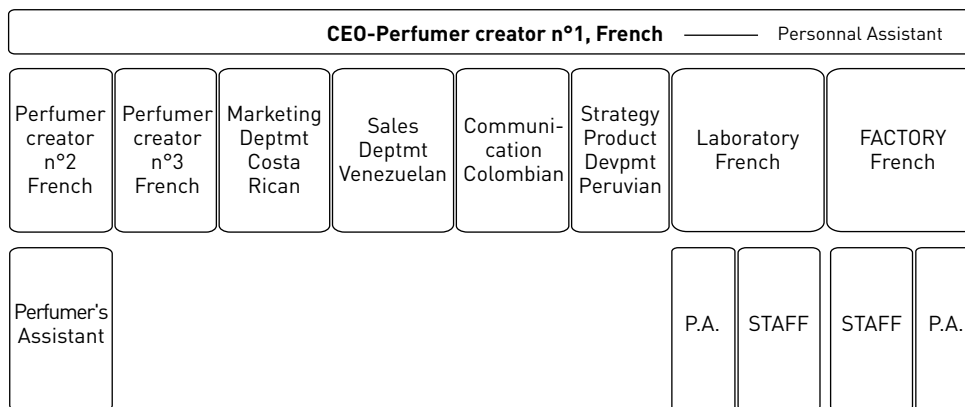 CEO-Perfumer creator n°1, French Personnal Assistant
Perfumer
creator
n°2
French
Perfumer
creator
n°3
French
Marketing
Deptmt
Costa
Rican
Sales
Deptmt
Venezuelan
Communi-
cation
Colombian
Strategy
Product
Devpmt
Peruvian
Laboratory
French
FACTORY
French
Perfumer's
Assistant
P.A.
STAFF
STAFF
P.A.